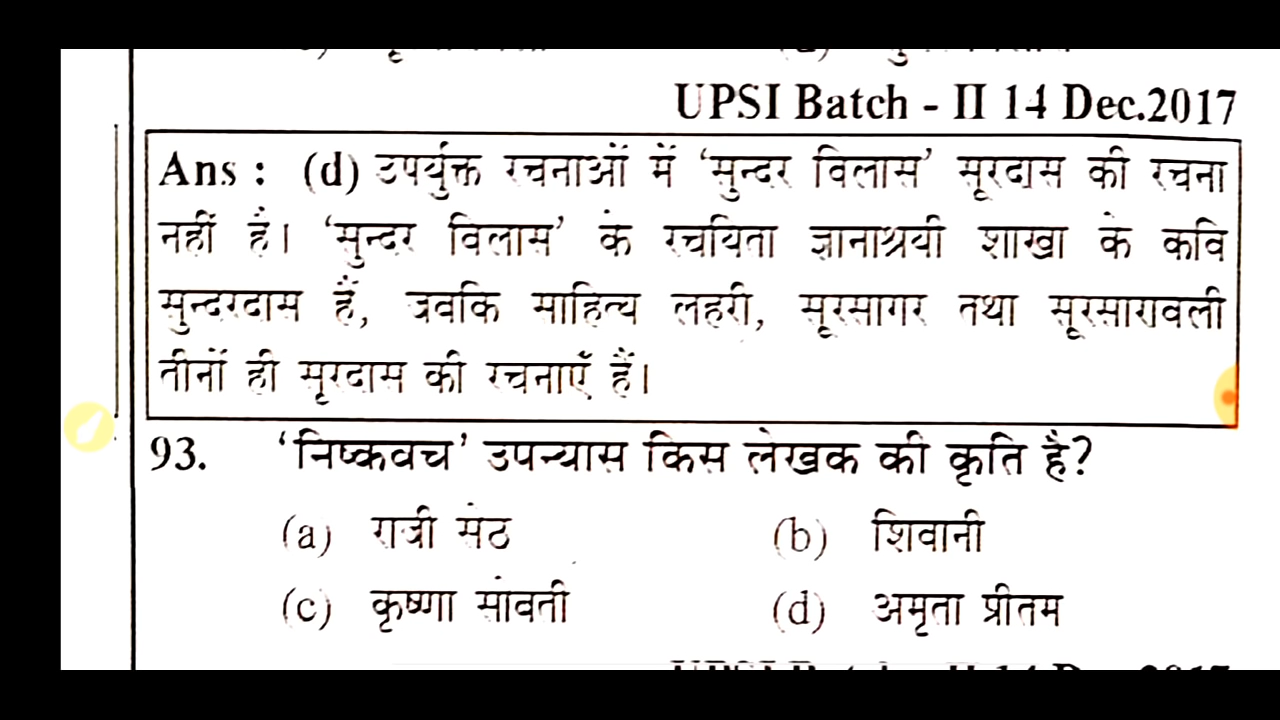 UPSI Batch - II 14 Dec.2017
Ans : (d) उपर्युक्त रचनाओं में ‘सुन्दर विलास’ सूरदास की रचना
नहीं है। ‘सुन्दर विलास’ के रचयिता ज्ञानाश्रयी शाखा के कवि
सुन्दरदास हैं, जबकि साहित्य लहरी, सूरसागर तथा सूरसारावली
तीनों ही सूरदास की रचनाएँ हैं।
93. ‘निष्कवच’ उपन्यास किस लेखक की कृति है?
(a) राजी सेठ (b) शिवानी
(c) कृष्णा सोबती (d) अमृता प्रीतम